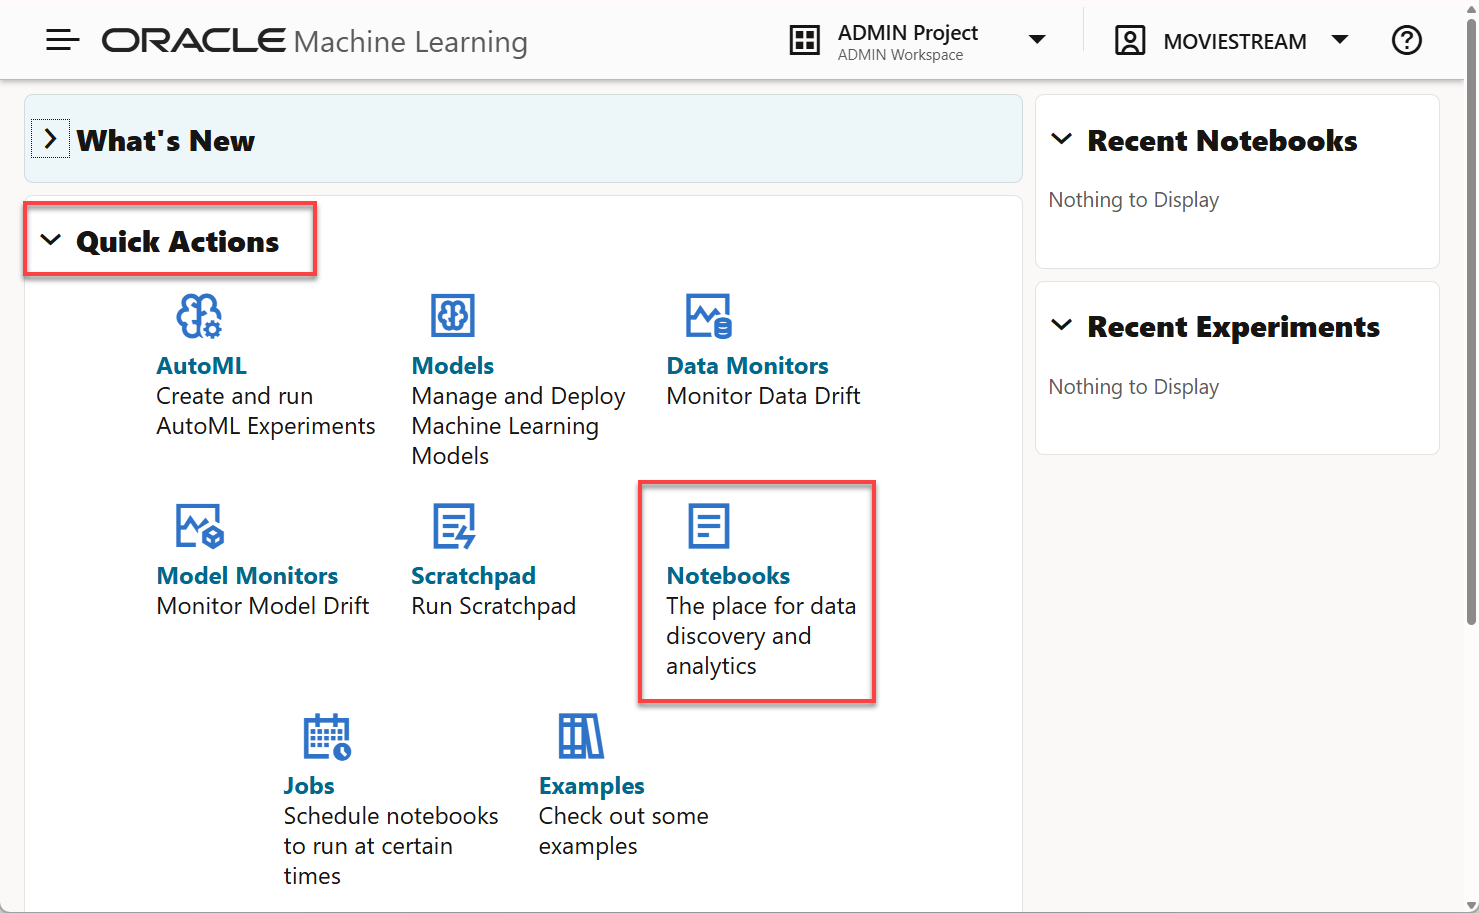 ORACLE Machine Learning
ADMIN Project
ADMIN Workspace
MOVIESTREAM
What's New
Quick Actions
AutoML
Create and run
AutoML Experiments
Models
Manage and Deploy
Machine Learning
Models
Data Monitors
Monitor Data Drift
Model Monitors
Monitor Model Drift
Scratchpad
Run Scratchpad
Notebooks
The place for data
discovery and
analytics
Jobs
Schedule notebooks
to run at certain
times
Examples
Check out some
examples
Recent Notebooks
Nothing to Display
Recent Experiments
Nothing to Display